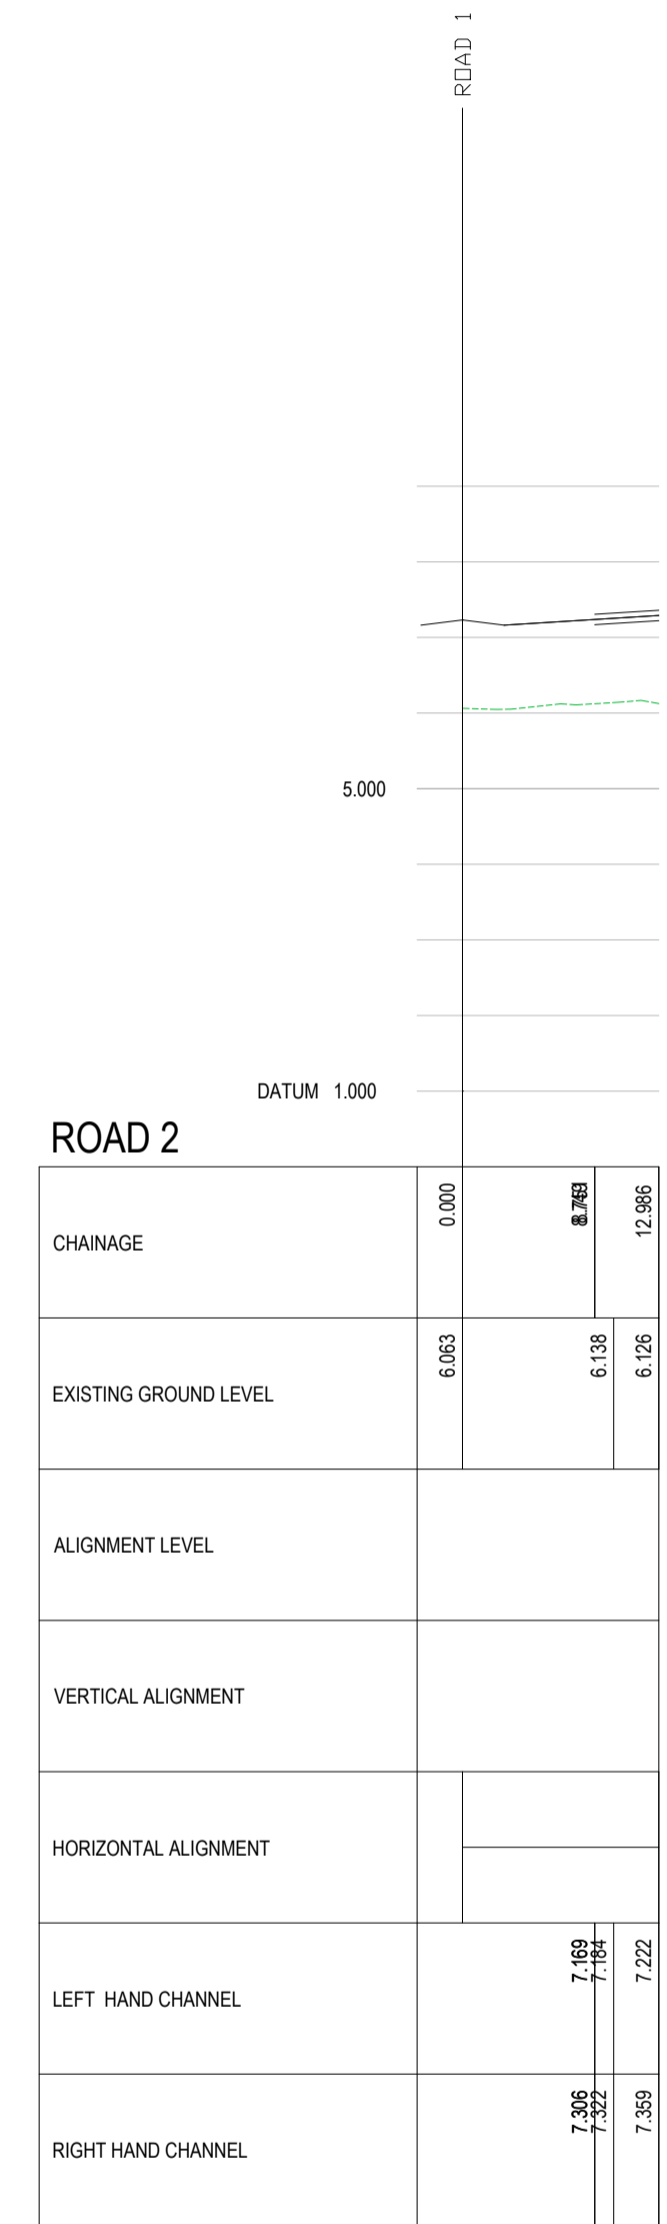 ROAD 1
5.000
DATUM 1.000
ROAD 2
CHAINAGE
0.000
12.986
EXISTING GROUND LEVEL
6.063
6.138
6.126
ALIGNMENT LEVEL
VERTICAL ALIGNMENT
HORIZONTAL ALIGNMENT
LEFT HAND CHANNEL
7.169
7.184
7.222
RIGHT HAND CHANNEL
7.306
7.322
7.359